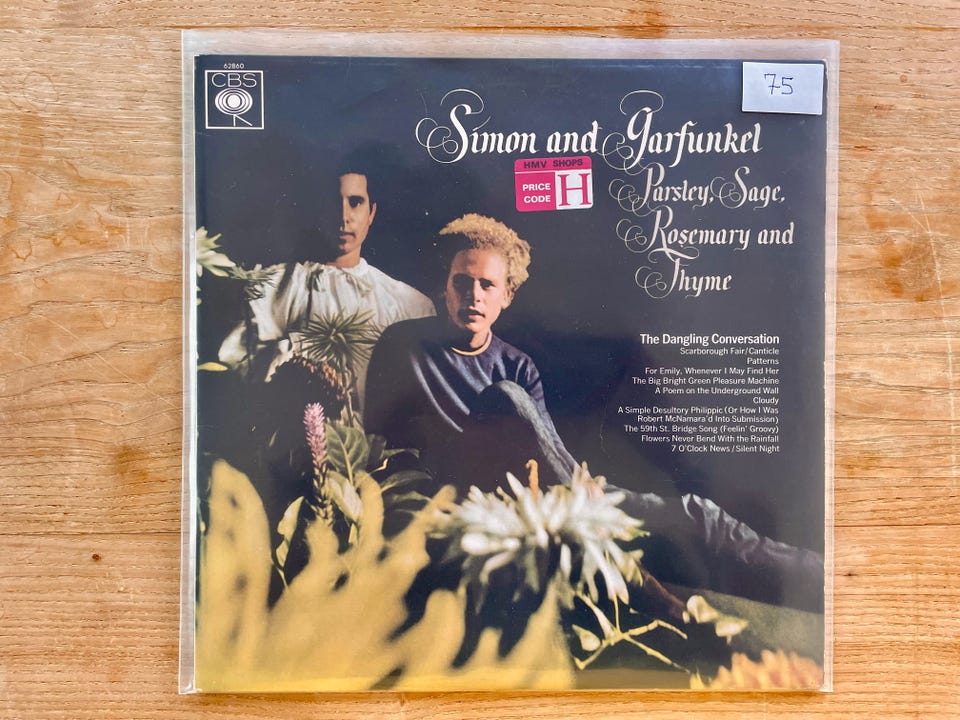 62860
CBS
75
Simon and Garfunkel
HMV SHOPS
PRICE
CODE
H
Parsley, Sage,
Rosemary and
Thyme
The Dangling Conversation
Scarborough Fair/Canticle
Patterns
For Emily, Whenever I May Find Her
The Big Bright Green Pleasure Machine
A Poem on the Underground Wall
Cloudy
A Simple Desultory Philippic (Or How I Was
Robert McNamara'd Into Submission)
The 59th St. Bridge Song (Feelin' Groovy)
Flowers Never Bend With the Rainfall
7 O'Clock News/Silent Night